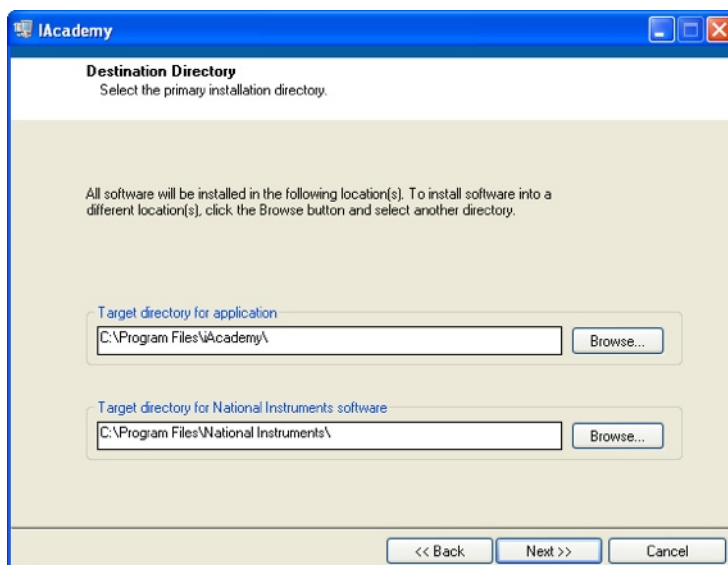 IAcademy
Destination Directory
Select the primary installation directory.
All software will be installed in the following location(s). To install software into a
different location(s), click the Browse button and select another directory.
Target directory for application
C:\Program Files\iAcademy\
Browse...
Target directory for National Instruments software
C:\Program Files\National Instruments\
Browse...
<< Back
Next >>
Cancel